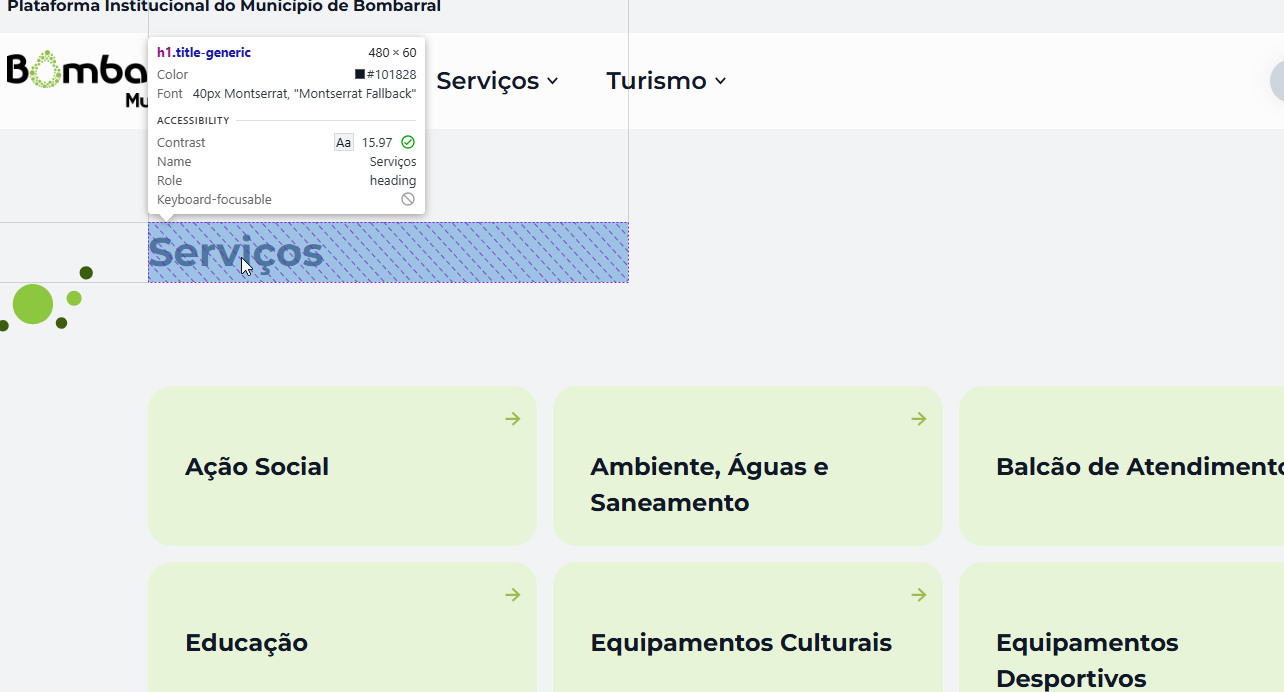 Plataforma Institucional do Município de Bombarral
Bomba
Mu
Serviços
Turismo
h1.title-generic 480 × 60
Color #101828
Font 40px Montserrat, "Montserrat Fallback"
ACCESSIBILITY
Contrast Aa 15.97
Name Serviços
Role heading
Keyboard-focusable
Serviços
Ação Social
Ambiente, Águas e
Saneamento
Balcão de Atendimento
Educação
Equipamentos Culturais
Equipamentos
Desportivos